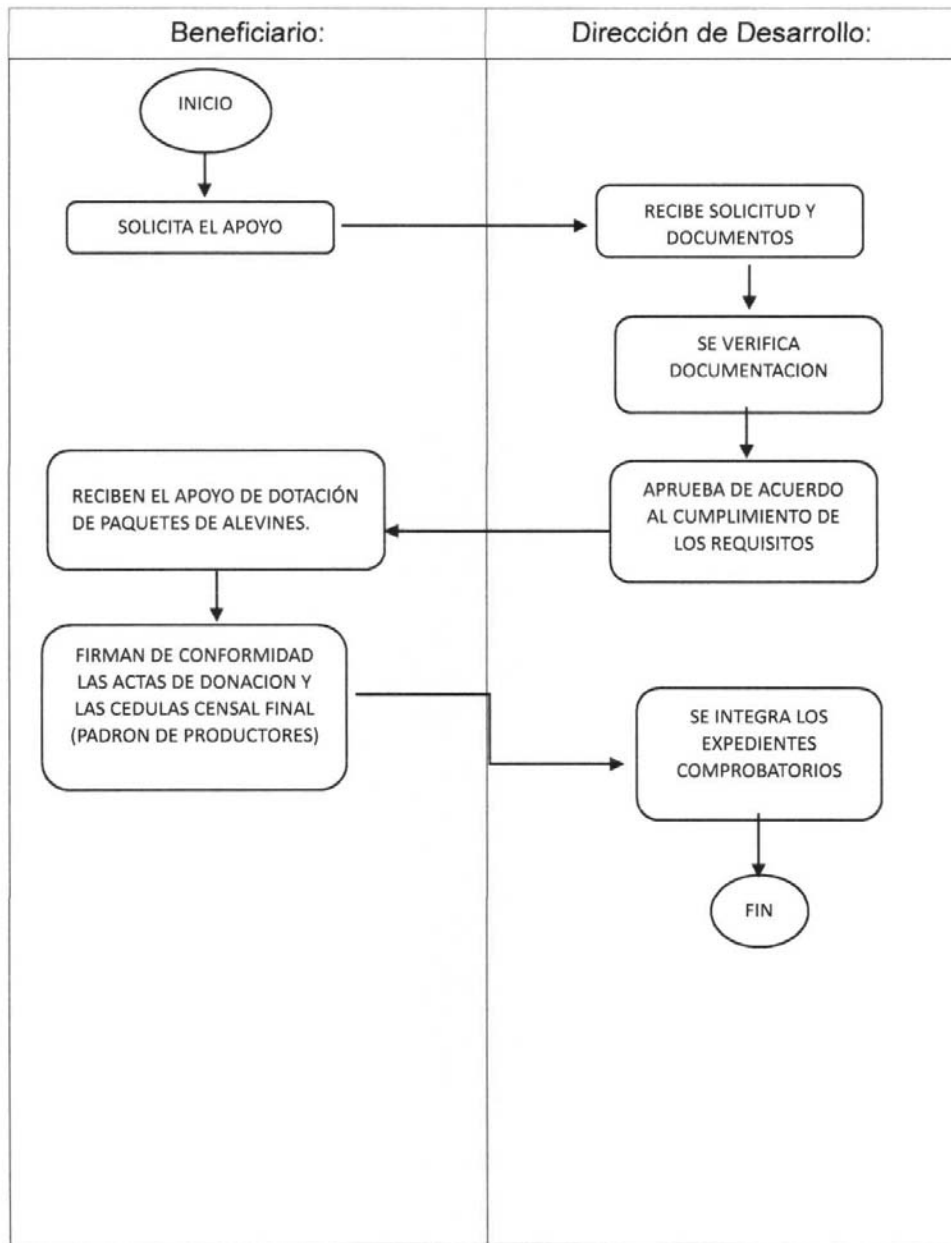 Beneficiario:
Dirección de Desarrollo:
INICIO
SOLICITA EL APOYO
RECIBE SOLICITUD Y
DOCUMENTOS
SE VERIFICA
DOCUMENTACION
APRUEBA DE ACUERDO
AL CUMPLIMIENTO DE
LOS REQUISITOS
RECIBEN EL APOYO DE DOTACIÓN
DE PAQUETES DE ALEVINES.
FIRMAN DE CONFORMIDAD
LAS ACTAS DE DONACION Y
LAS CEDULAS CENSAL FINAL
(PADRON DE PRODUCTORES)
SE INTEGRA LOS
EXPEDIENTES
COMPROBATORIOS
FIN